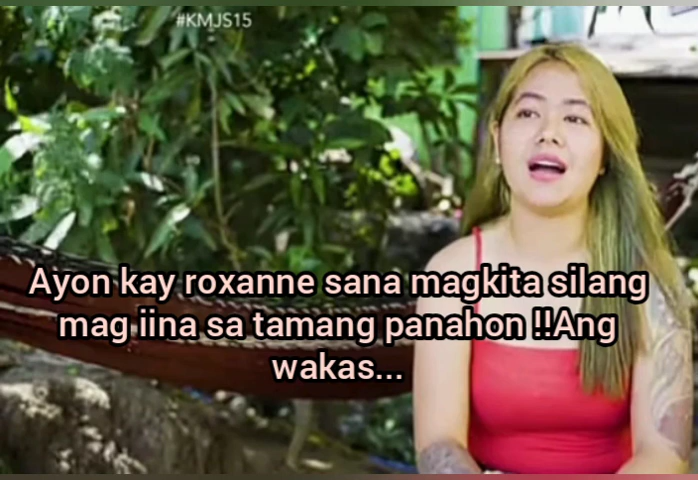 #KMJS15
Ayon kay roxanne sana magkita silang
mag iina sa tamang panahon !!Ang
wakas...